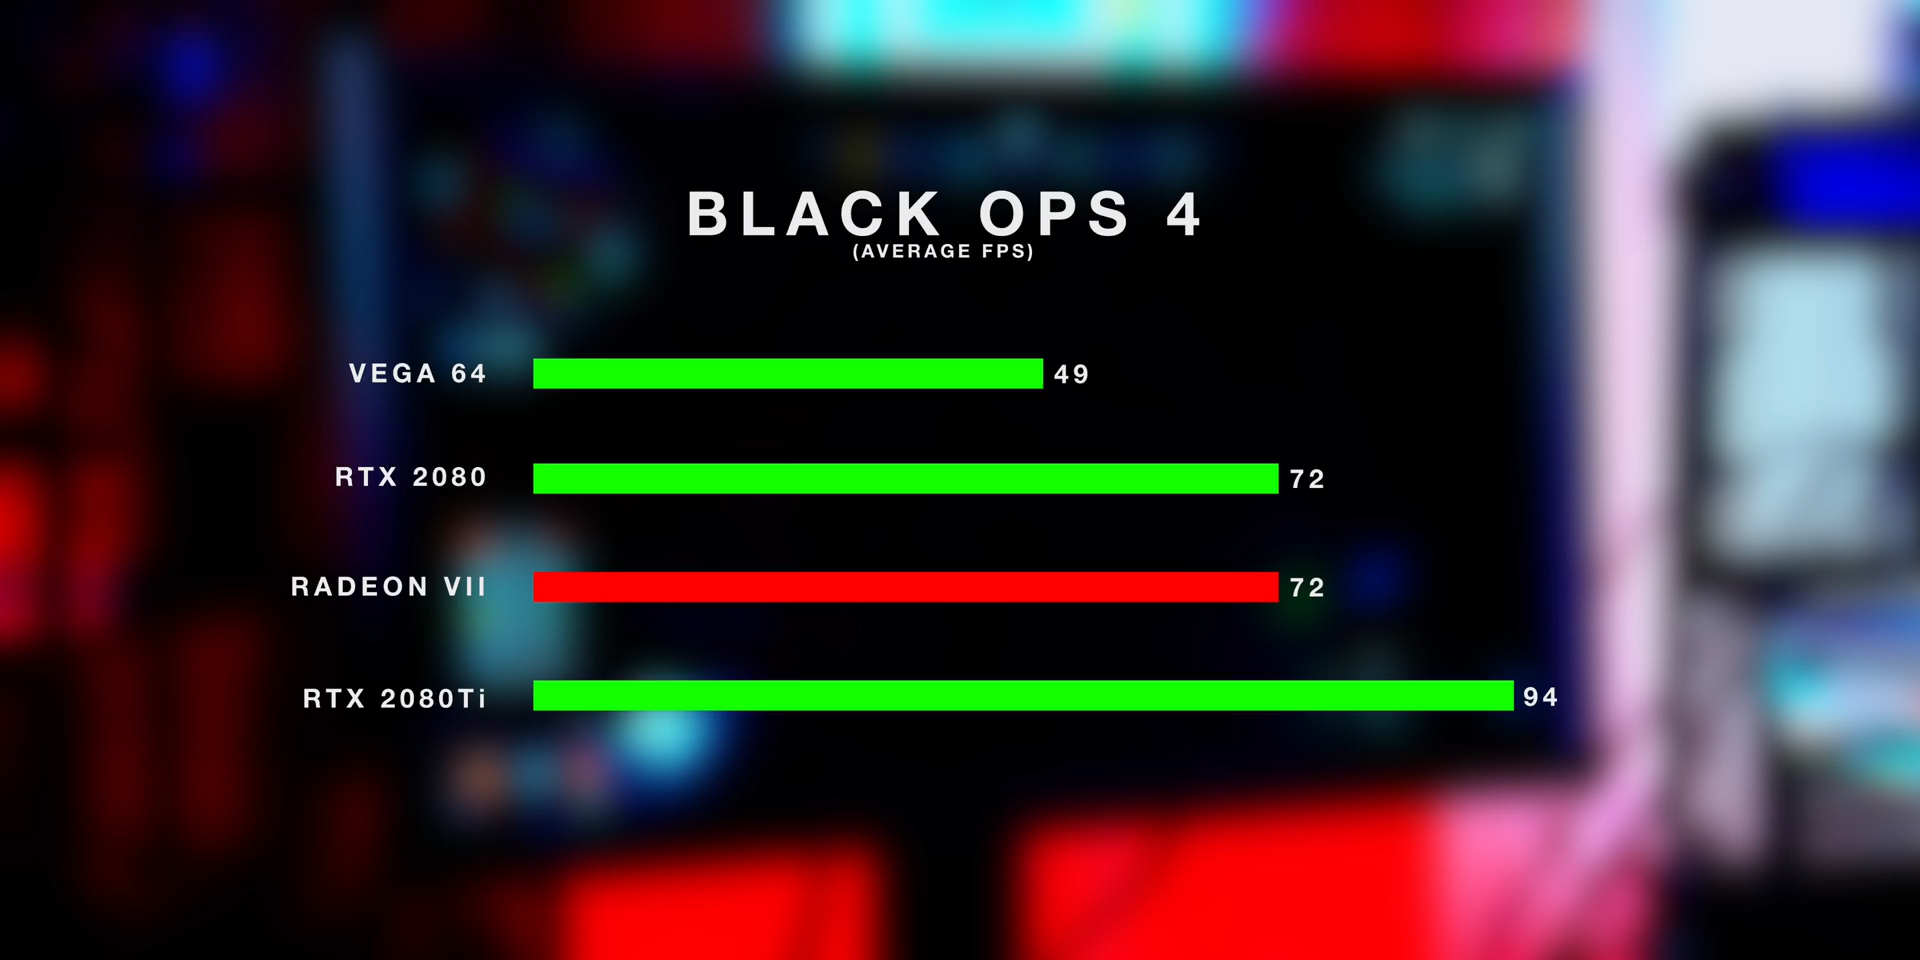 BLACK OPS 4
(AVERAGE FPS)
VEGA 64 49
RTX 2080 72
RADEON VII 72
RTX 2080Ti 94